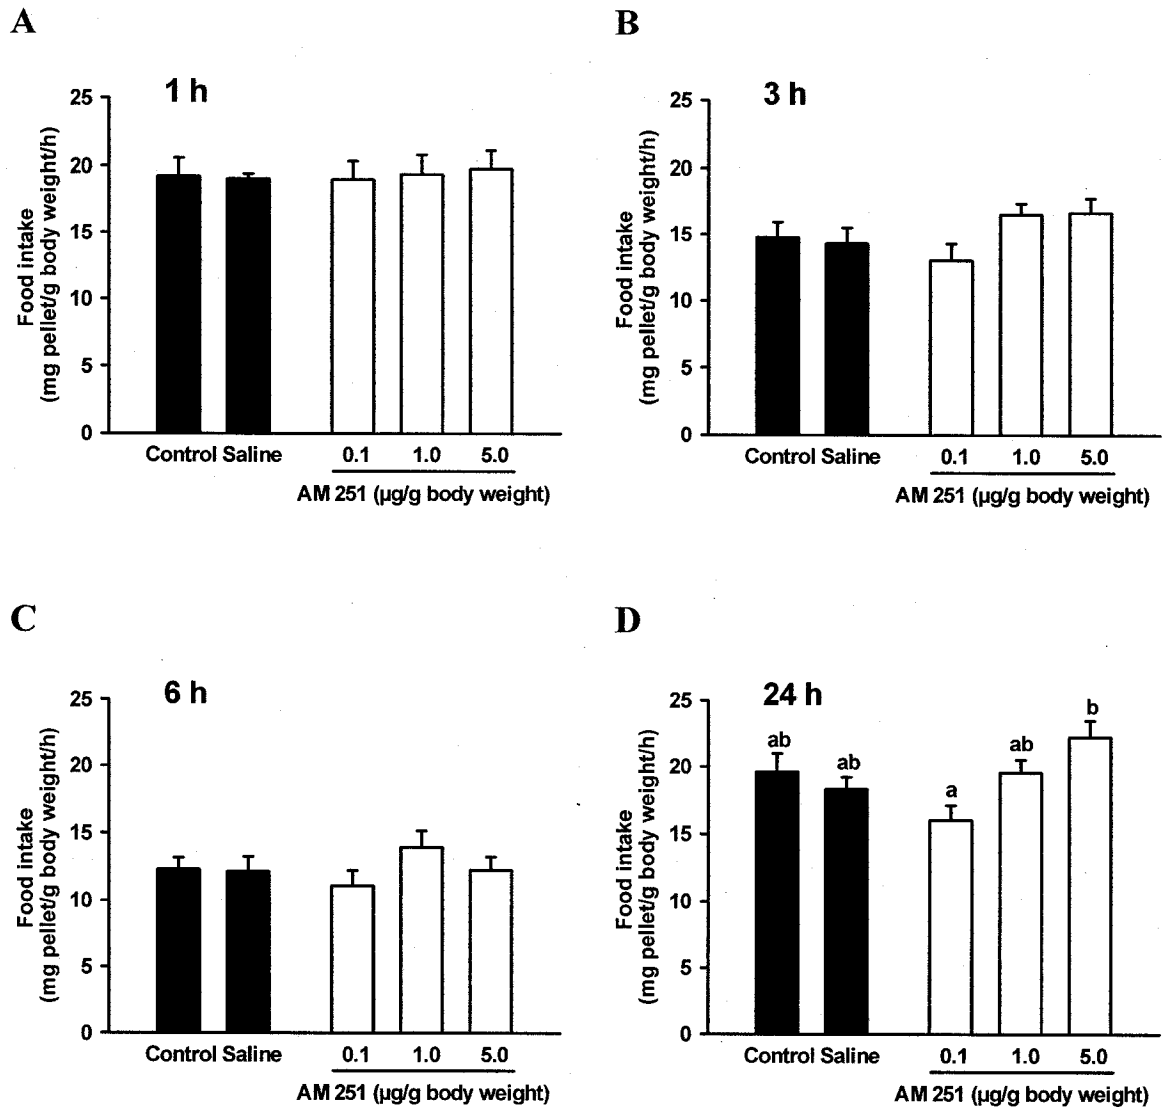 A
1 h
25
20
15
10
5
0
Food intake
(mg pellet/g body weight/h)
Control Saline 0.1 1.0 5.0
AM 251 (µg/g body weight)
B
3 h
25
20
15
10
5
0
Food intake
(mg pellet/g body weight/h)
Control Saline 0.1 1.0 5.0
AM 251 (µg/g body weight)
C
6 h
25
20
15
10
5
0
Food intake
(mg pellet/g body weight/h)
Control Saline 0.1 1.0 5.0
AM 251 (µg/g body weight)
D
24 h
25
20
15
10
5
0
Food intake
(mg pellet/g body weight/h)
ab ab a ab b
Control Saline 0.1 1.0 5.0
AM 251 (µg/g body weight)